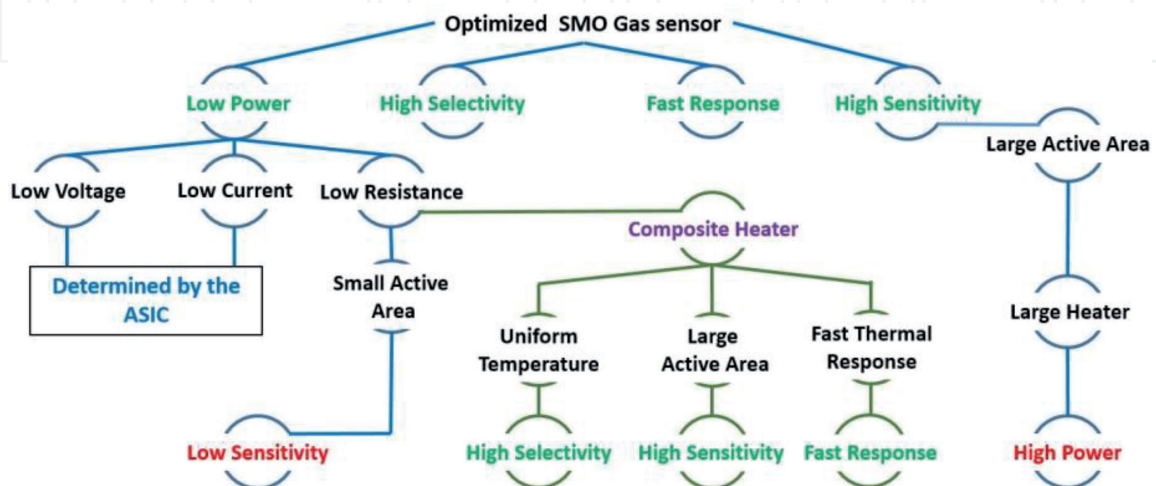 Optimized SMO Gas sensor
Low Power
High Selectivity
Fast Response
High Sensitivity
Large Active Area
Low Voltage
Low Current
Low Resistance
Composite Heater
Determined by the
ASIC
Small Active
Area
Uniform
Temperature
Large
Active Area
Fast Thermal
Response
Large Heater
Low Sensitivity
High Selectivity
High Sensitivity
Fast Response
High Power